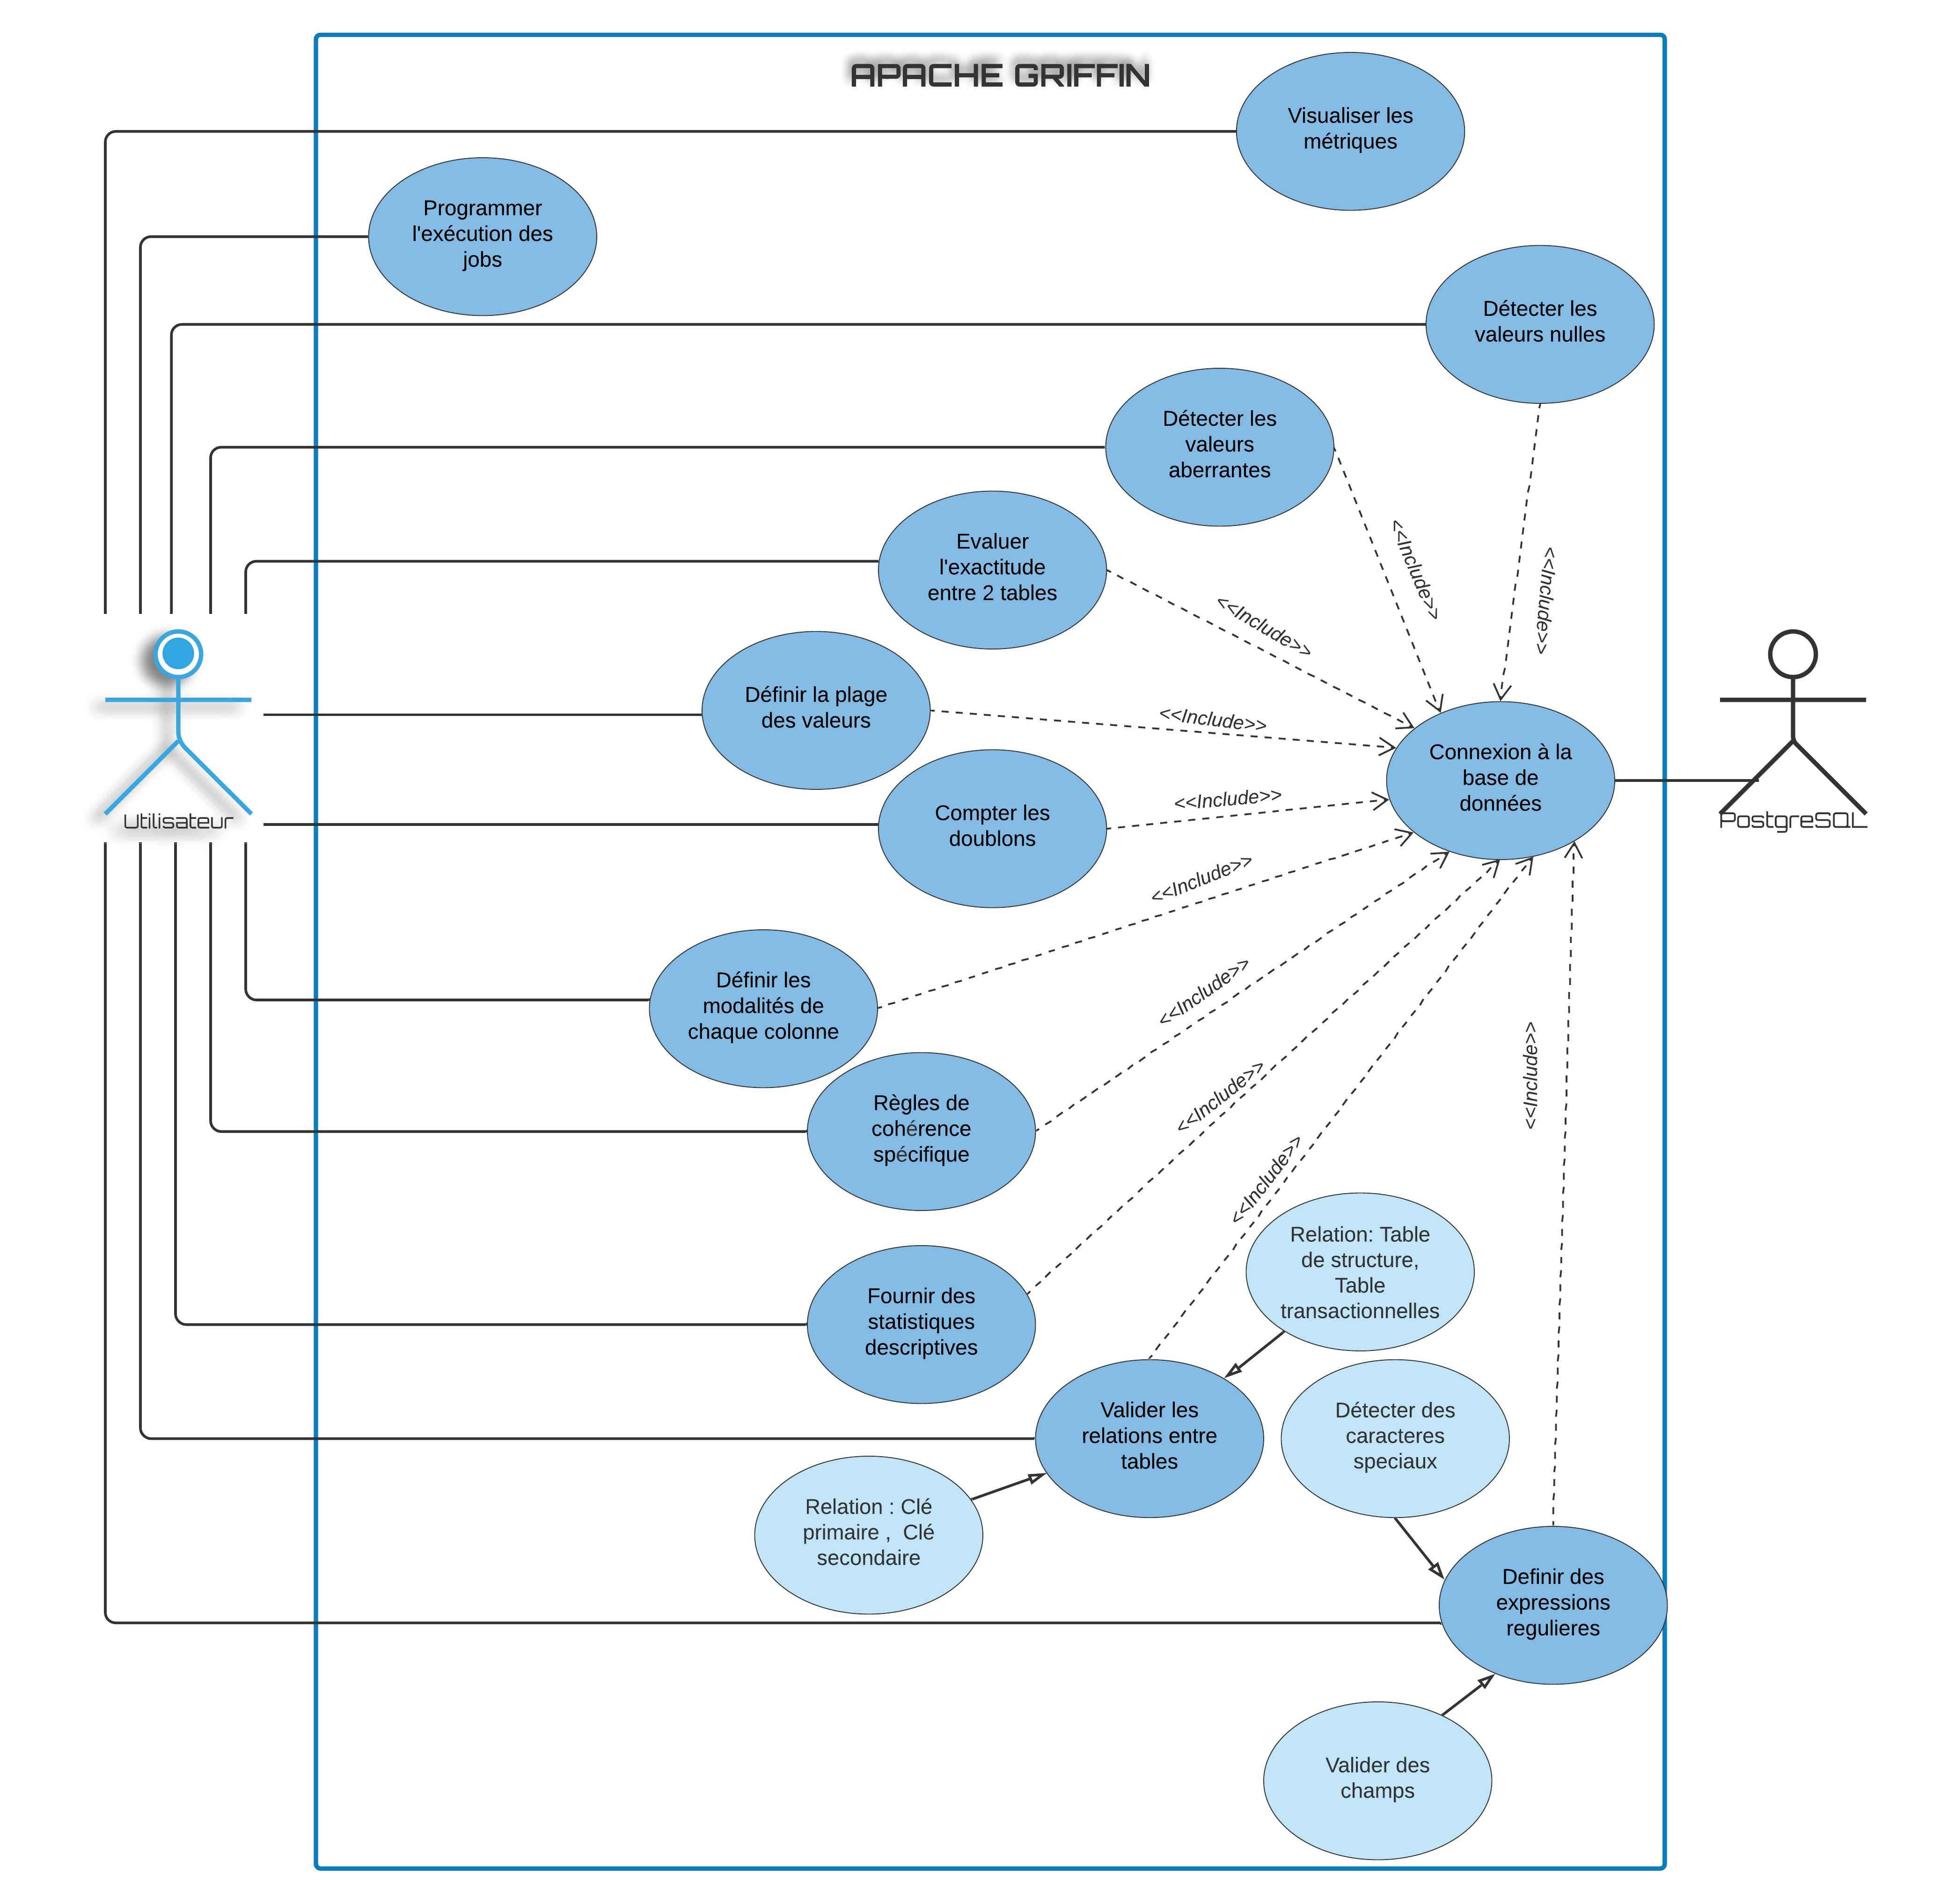 APACHE GRIFFIN
Visualiser les
métriques
Programmer
l'exécution des
jobs
Détecter les
valeurs nulles
Détecter les
valeurs
aberrantes
Evaluer
l'exactitude
entre 2 tables
<<Include>>
<<Include>>
<<Include>>
Définir la plage
des valeurs
<<Include>>
Connexion à la
base de
données
Utilisateur
PostgreSQL
Compter les
doublons
<<Include>>
<<Include>>
Définir les
modalités de
chaque colonne
<<Include>>
Règles de
cohérence
spécifique
<<Include>>
<<Include>>
<<Include>>
Relation: Table
de structure,
Table
transactionnelles
Fournir des
statistiques
descriptives
Valider les
relations entre
tables
Détecter des
caracteres
speciaux
Relation : Clé
primaire , Clé
secondaire
Definir des
expressions
regulieres
Valider des
champs